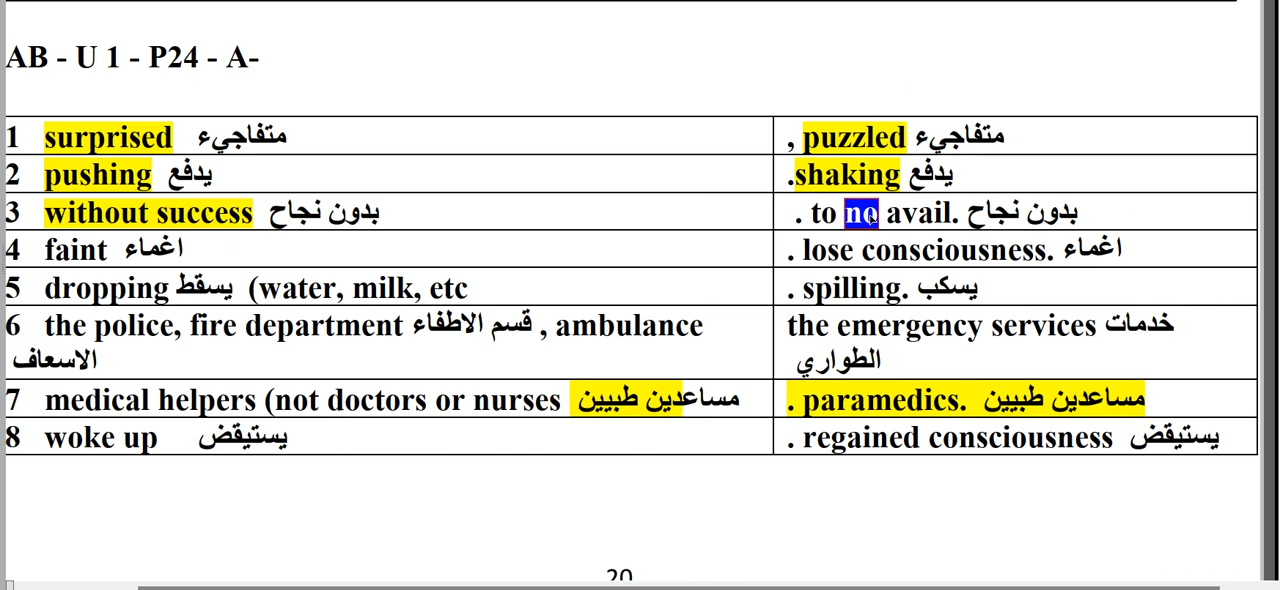 AB - U 1 - P24 - A-
1 surprised متفاجيء , puzzled متفاجيء
2 pushing يدفع .shaking يدفع
3 without success بدون نجاح . to no avail. بدون نجاح
4 faint اغماء . lose consciousness. اغماء
5 dropping يسقط (water, milk, etc . spilling. يسكب
6 the police, fire department قسم الاطفاء , ambulance the emergency services خدمات
الاسعاف الطواري
7 medical helpers (not doctors or nurses مساعدين طبيين . paramedics. مساعدين طبيين
8 woke up يستيقض . regained consciousness يستيقض
20